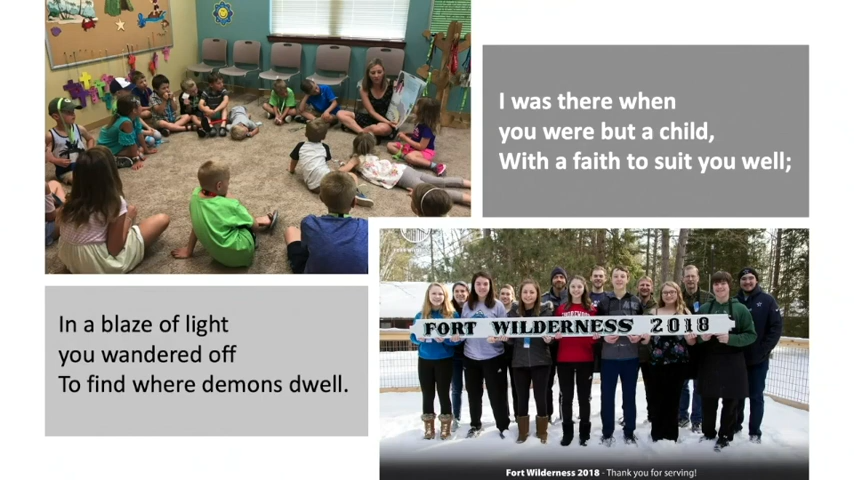 I was there when
you were but a child,
With a faith to suit you well;
In a blaze of light
you wandered off
To find where demons dwell.
FORT WILDERNESS 2018
Fort Wilderness 2018 - Thank you for serving!